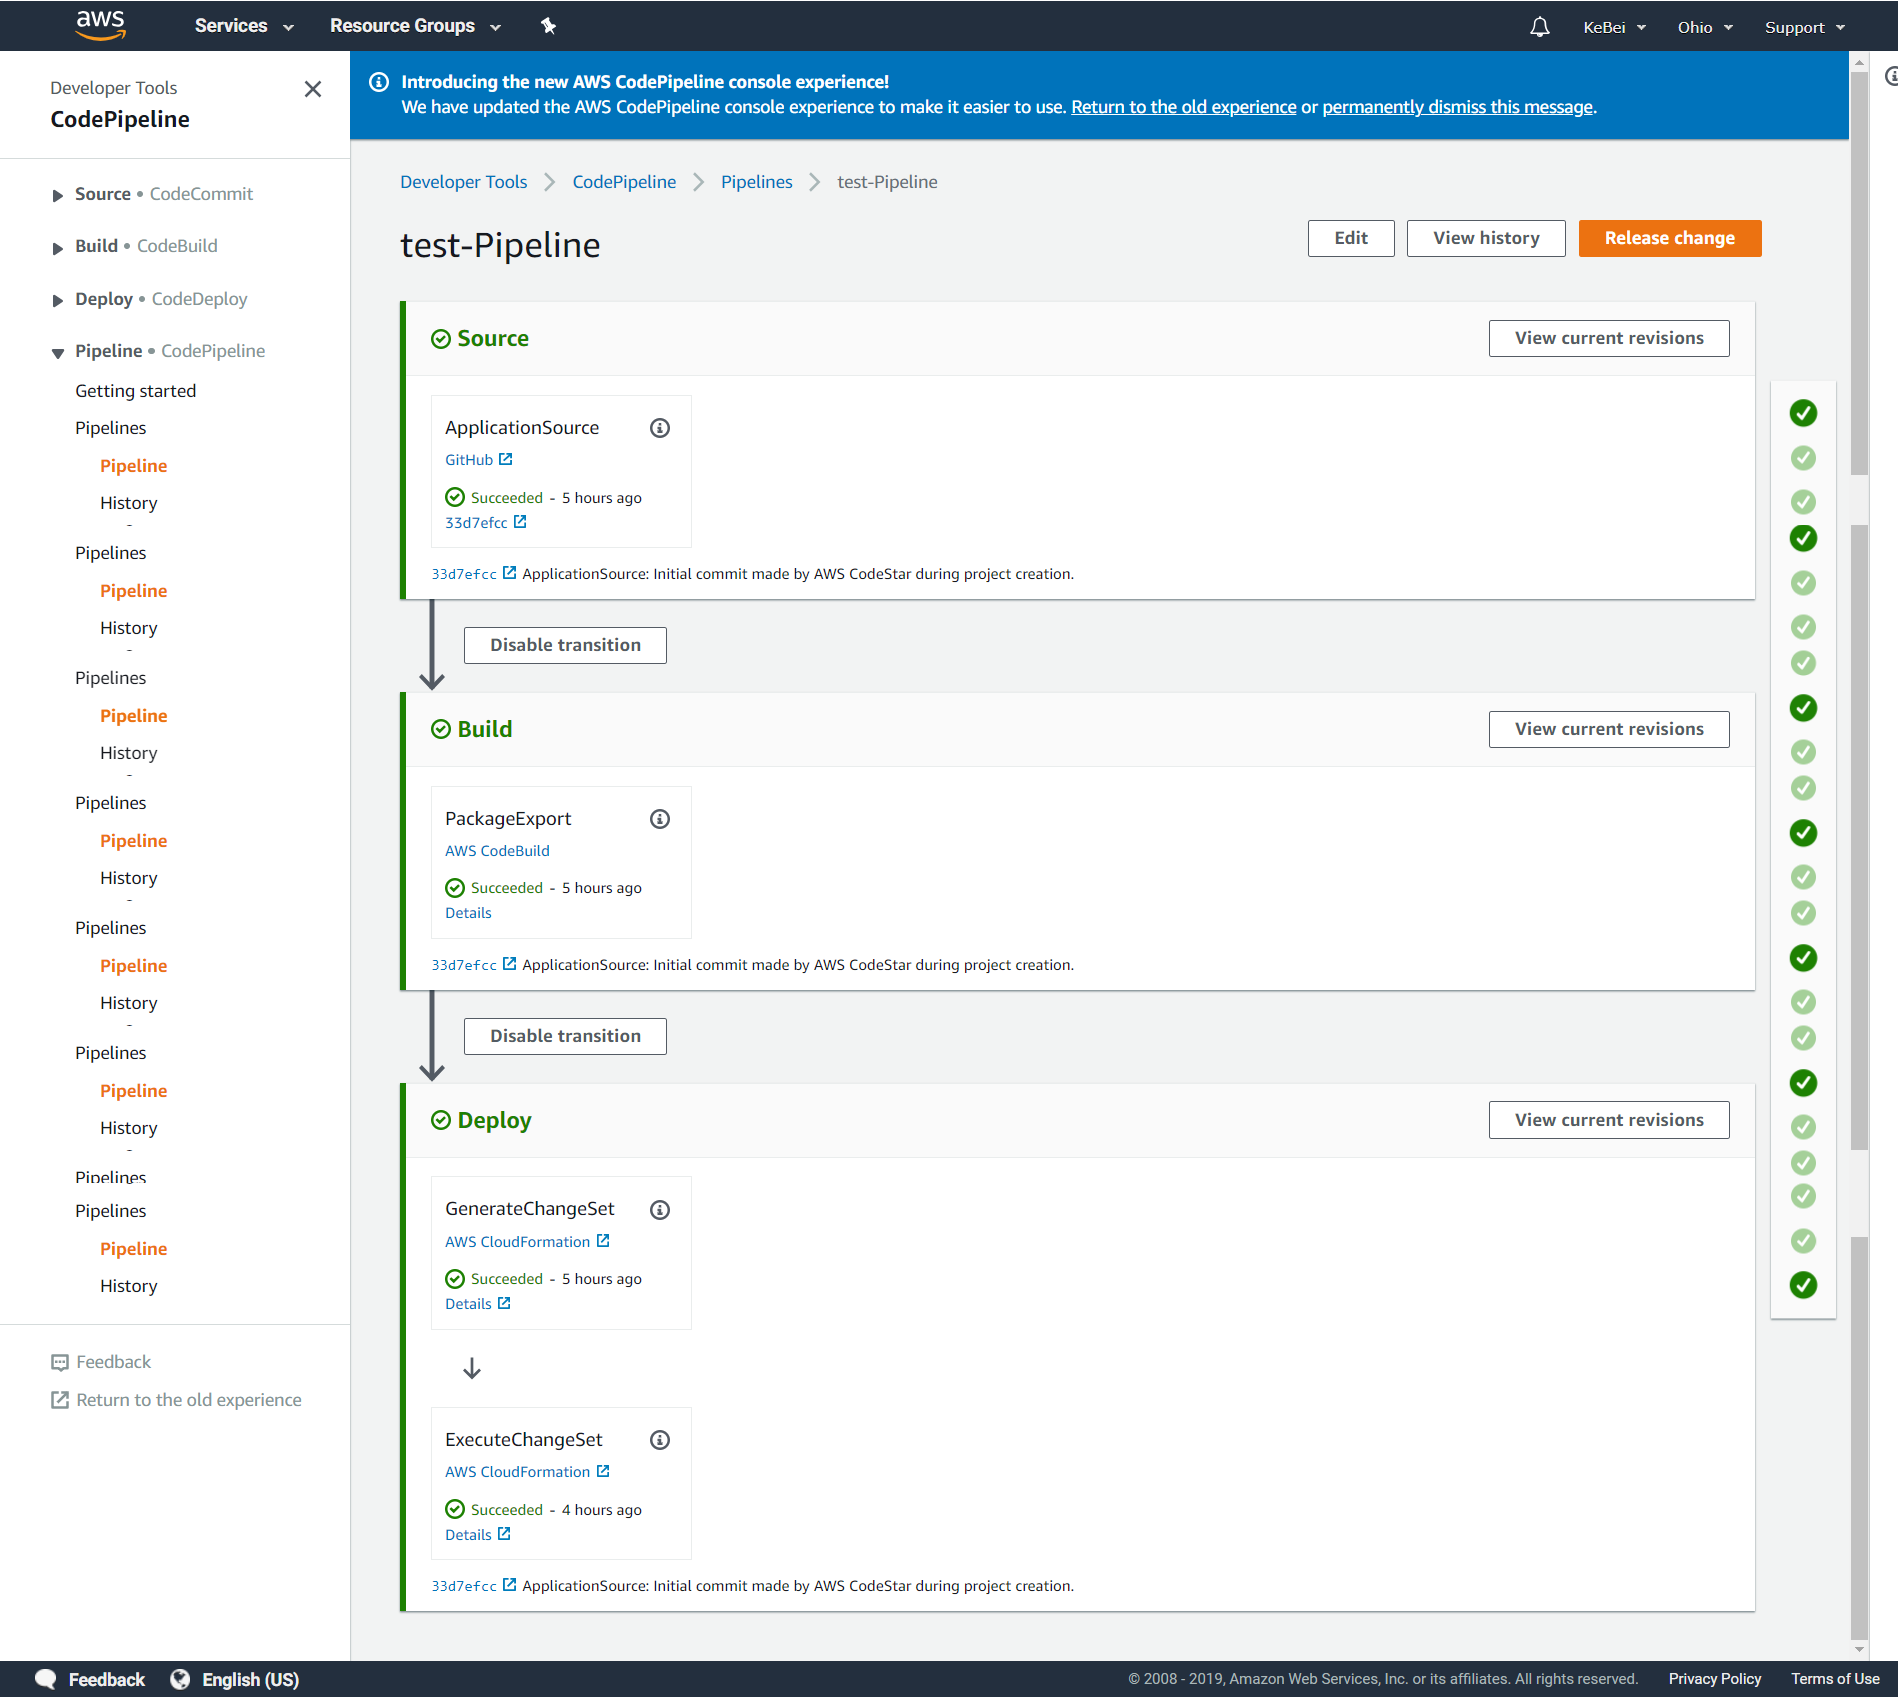 aws
Services
Resource Groups
KeBei
Ohio
Support
Developer Tools
CodePipeline
Source • CodeCommit
Build • CodeBuild
Deploy • CodeDeploy
Pipeline • CodePipeline
Getting started
Pipelines
Pipeline
History
Pipelines
Pipeline
History
Pipelines
Pipeline
History
Pipelines
Pipeline
History
Pipelines
Pipeline
History
Pipelines
Pipeline
History
Pipelines
Pipelines
Pipeline
History
Feedback
Return to the old experience
Introducing the new AWS CodePipeline console experience!
We have updated the AWS CodePipeline console experience to make it easier to use. Return to the old experience or permanently dismiss this message.
Developer Tools
CodePipeline
Pipelines
test-Pipeline
test-Pipeline
Edit
View history
Release change
Source
View current revisions
ApplicationSource
GitHub
Succeeded - 5 hours ago
33d7efcc
33d7efcc ApplicationSource: Initial commit made by AWS CodeStar during project creation.
Disable transition
Build
View current revisions
PackageExport
AWS CodeBuild
Succeeded - 5 hours ago
Details
33d7efcc ApplicationSource: Initial commit made by AWS CodeStar during project creation.
Disable transition
Deploy
View current revisions
GenerateChangeSet
AWS CloudFormation
Succeeded - 5 hours ago
Details
ExecuteChangeSet
AWS CloudFormation
Succeeded - 4 hours ago
Details
33d7efcc ApplicationSource: Initial commit made by AWS CodeStar during project creation.
Feedback
English (US)
© 2008 - 2019, Amazon Web Services, Inc. or its affiliates. All rights reserved.
Privacy Policy
Terms of Use